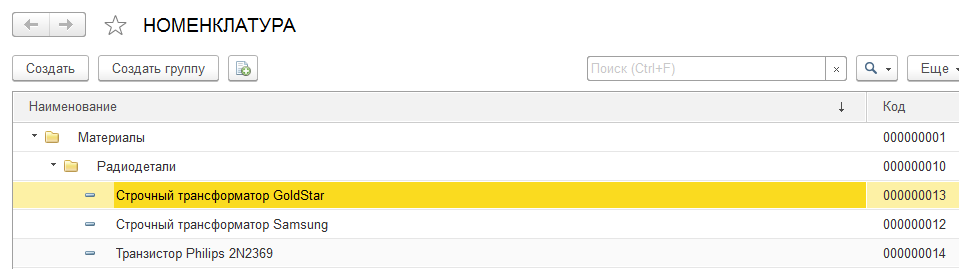 НОМЕНКЛАТУРА
Создать Создать группу Поиск (Ctrl+F) × Еще
Наименование ↓ Код
Материалы 000000001
Радиодетали 000000010
Строчный трансформатор GoldStar 000000013
Строчный трансформатор Samsung 000000012
Транзистор Philips 2N2369 000000014